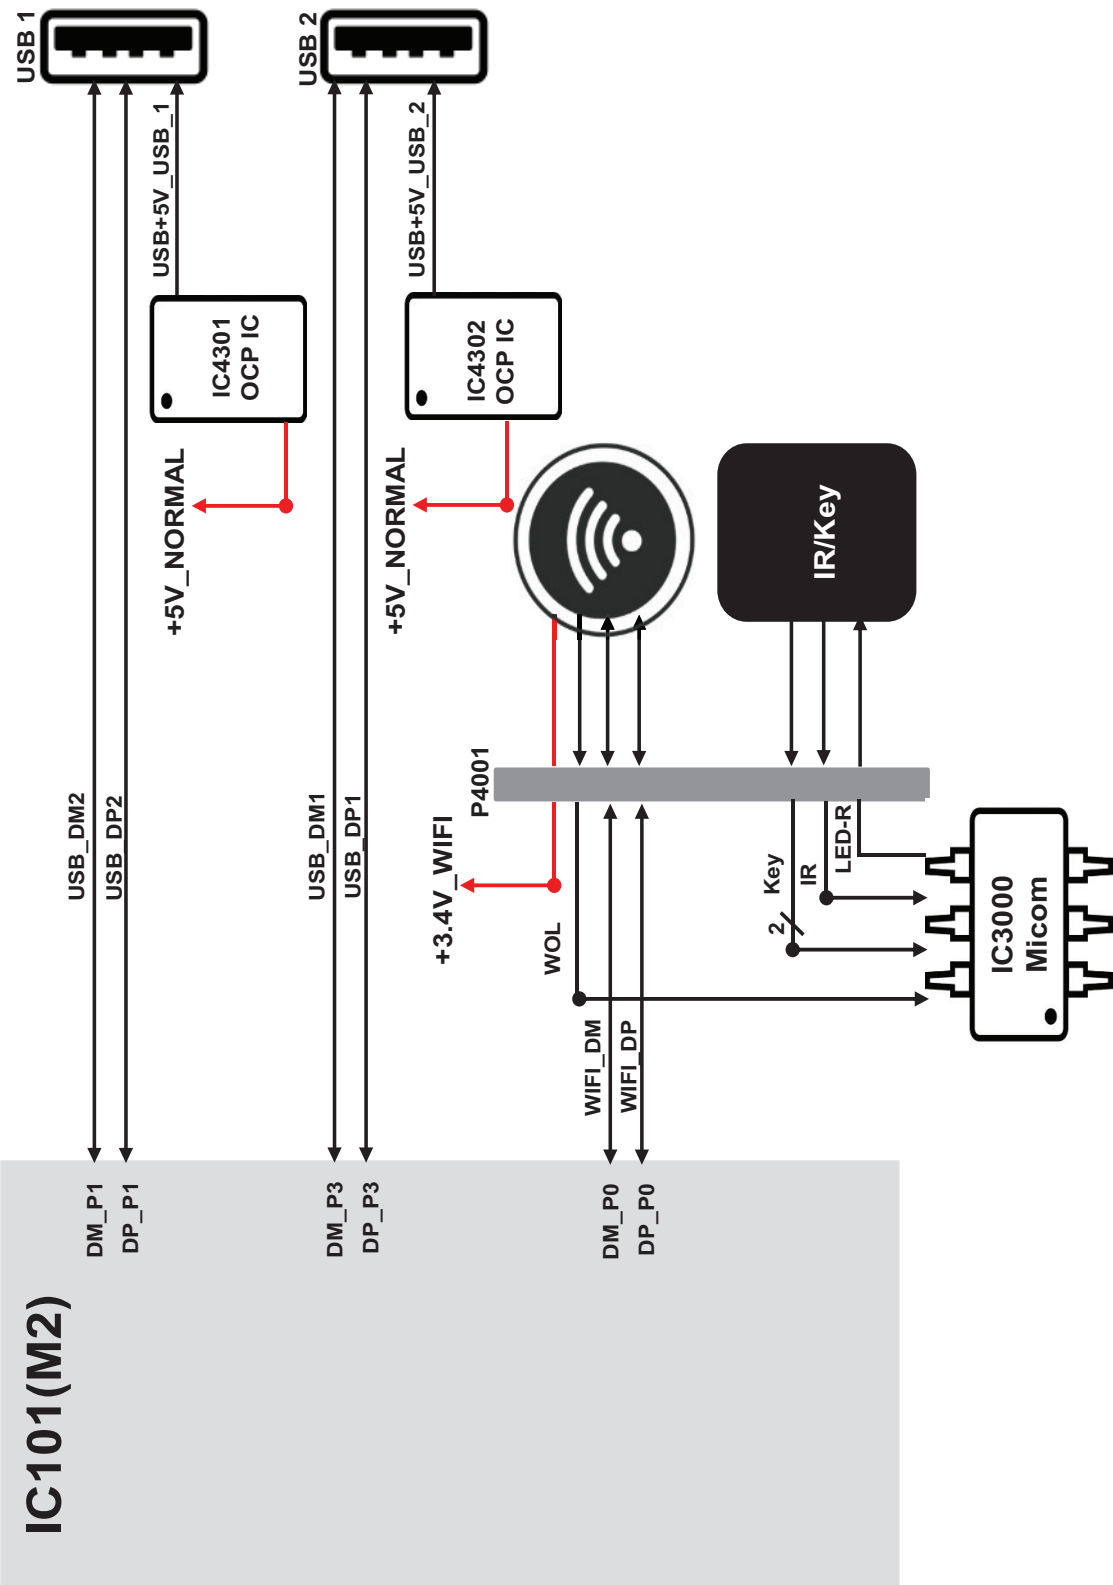 IC101(M2)
DM_P1
DP_P1
DM_P3
DP_P3
DM_P0
DP_P0
USB_DM2
USB_DP2
USB_DM1
USB_DP1
WIFI_DM
WIFI_DP
WOL
+3.4V_WIFI
P4001
Key
2
IR
LED-R
IC3000
Micom
IR/Key
+5V_NORMAL
+5V_NORMAL
IC4301
OCP IC
IC4302
OCP IC
USB+5V_USB_1
USB+5V_USB_2
USB 1
USB 2